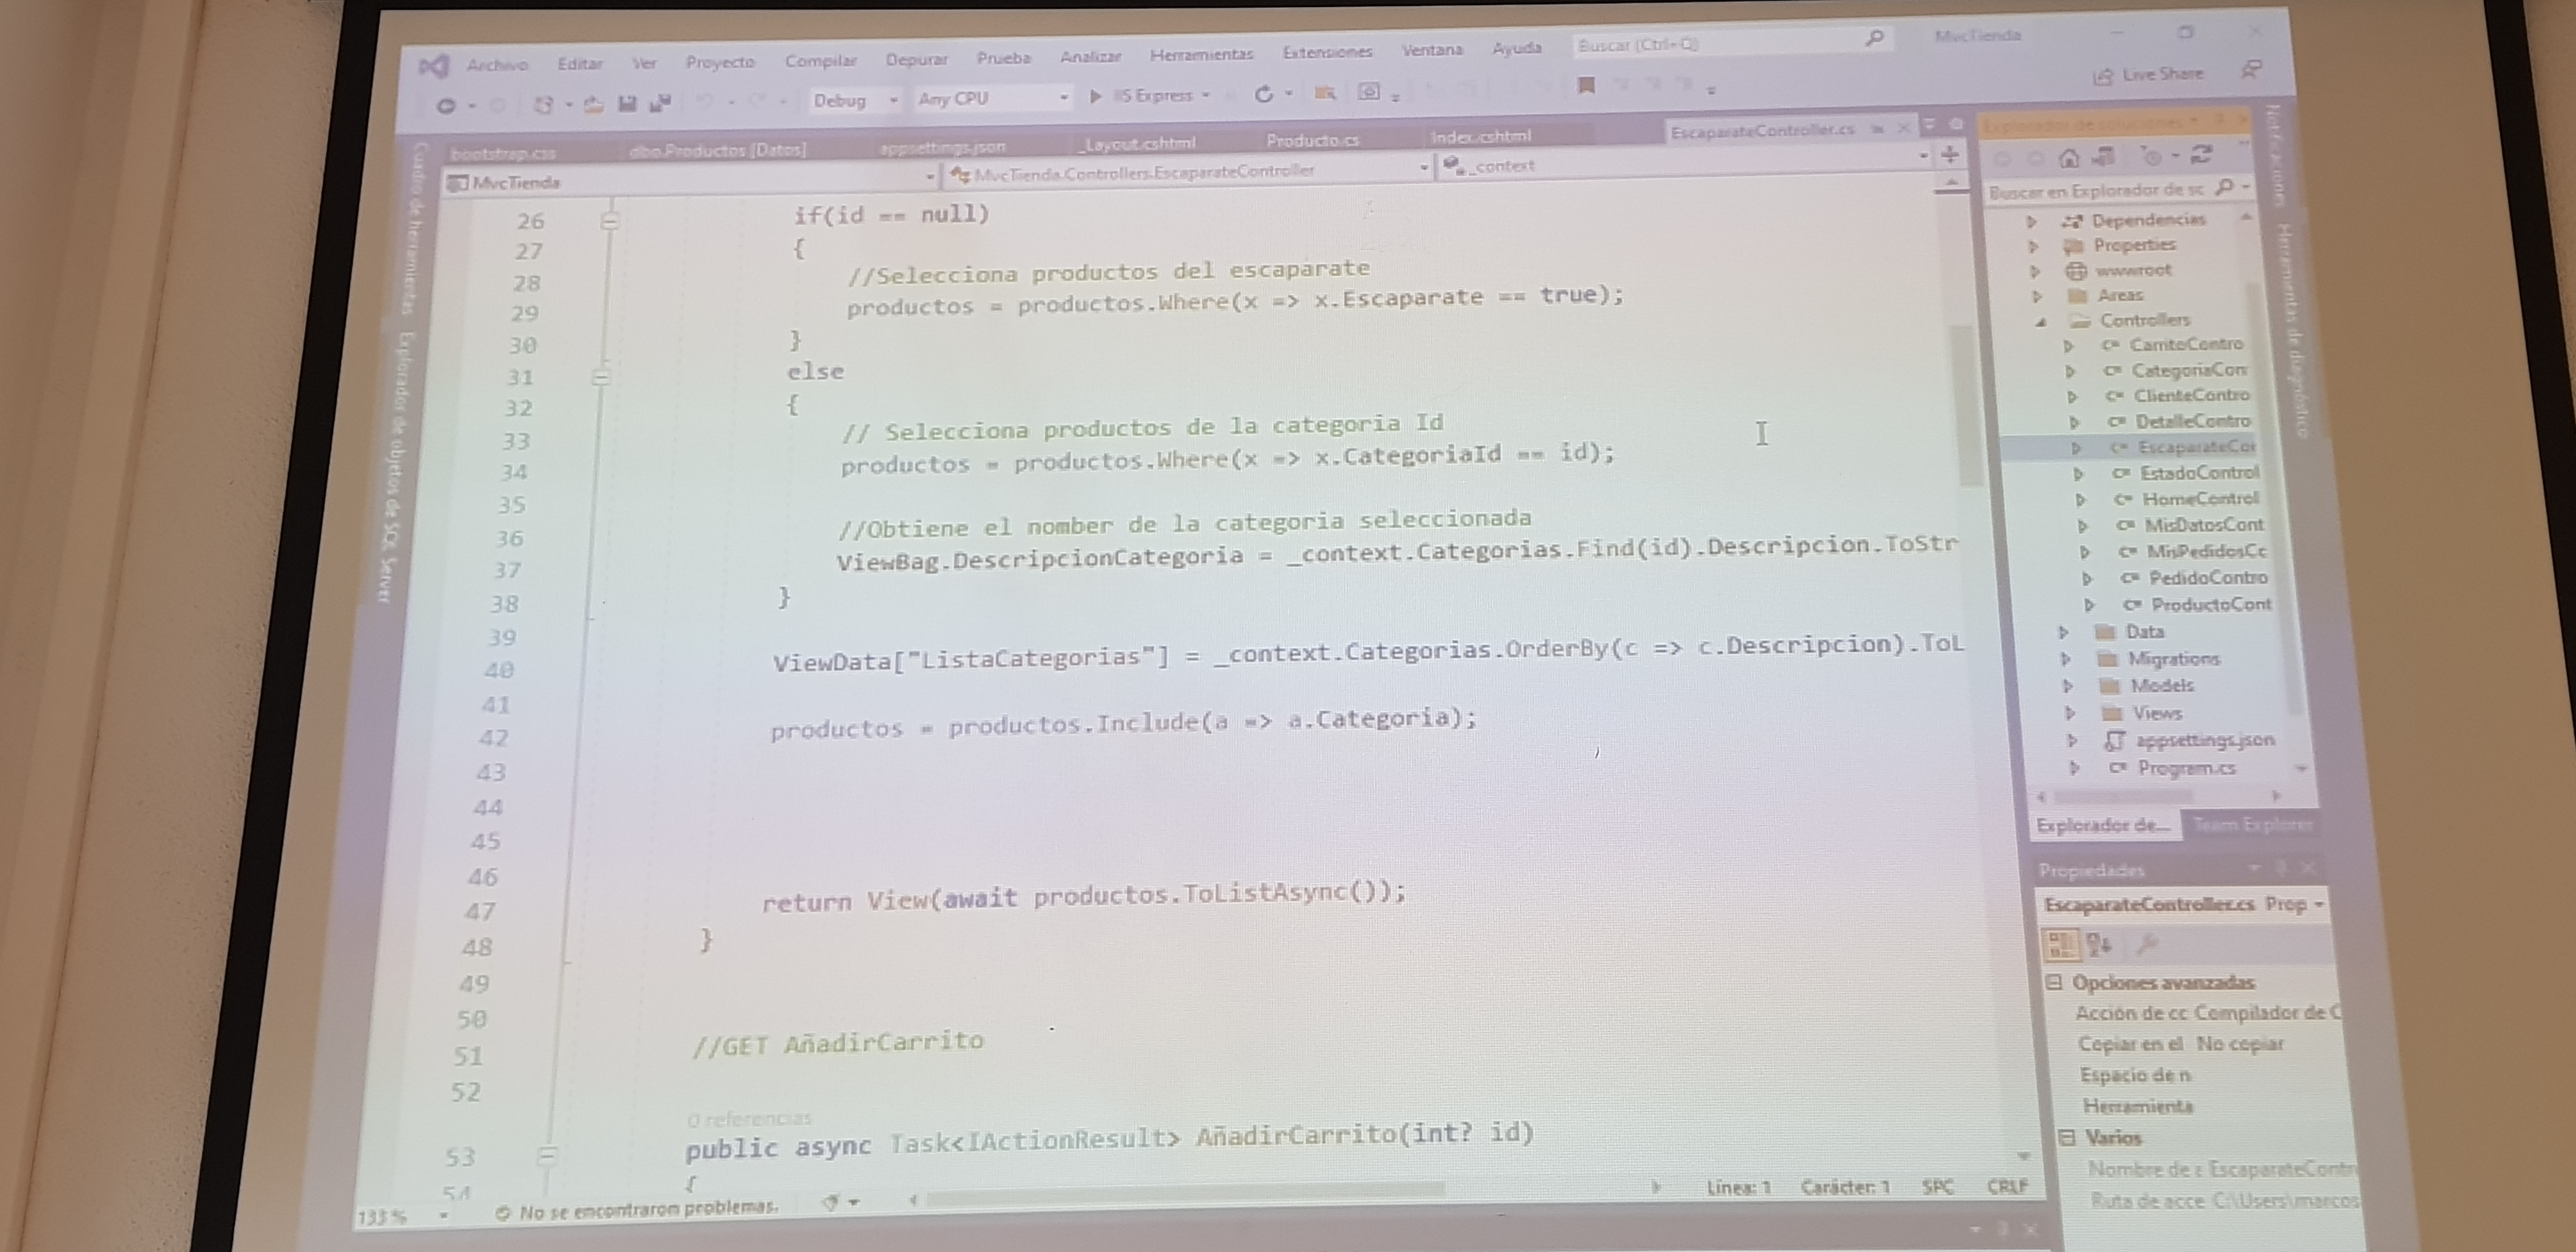 Archivo Editar Ver Proyecto Compilar Depurar Prueba Analizar Herramientas Extensiones Ventana Ayuda Buscar (Ctrl+Q) MvcTienda
Debug Any CPU IIS Express Live Share
bootstrap.css dbo.Productos [Datos] appsettings.json _Layout.cshtml Producto.cs Index.cshtml EscaparateController.cs
MvcTienda MvcTienda.Controllers.EscaparateController _context
26 if(id == null)
27 {
28 //Selecciona productos del escaparate
29 productos = productos.Where(x => x.Escaparate == true);
30 }
31 else
32 {
33 // Selecciona productos de la categoria Id
34 productos = productos.Where(x => x.CategoriaId == id);
35
36 //Obtiene el nomber de la categoria seleccionada
37 ViewBag.DescripcionCategoria = _context.Categorias.Find(id).Descripcion.ToStr
38 }
39
40 ViewData["ListaCategorias"] = _context.Categorias.OrderBy(c => c.Descripcion).ToL
41
42 productos = productos.Include(a => a.Categoria);
43
44
45
46
47 return View(await productos.ToListAsync());
48 }
49
50
51 //GET AñadirCarrito
52
0 referencias
53 public async Task<IActionResult> AñadirCarrito(int? id)
54 {
133 % No se encontraron problemas. Línea: 1 Carácter: 1 SPC CRLF
Cuadro de herramientas
Explorador de objetos de SQL Server
Explorador de soluciones
Buscar en Explorador de sc
Dependencias
Properties
wwwroot
Areas
Controllers
C# CarritoContro
C# CategoriaCon
C# ClienteContro
C# DetalleContro
C# EscaparateCor
C# EstadoControl
C# HomeControl
C# MisDatosCont
C# MisPedidosCc
C# PedidoContro
C# ProductoCont
Data
Migrations
Models
Views
appsettings.json
C# Program.cs
Explorador de... Team Explorer
Propiedades
EscaparateController.cs Prop
Opciones avanzadas
Acción de cc Compilador de C
Copiar en el No copiar
Espacio de n
Herramienta
Varios
Nombre de a EscaparateContr
Ruta de acce C:\Users\marcos
Notificaciones
Herramientas de diagnóstico